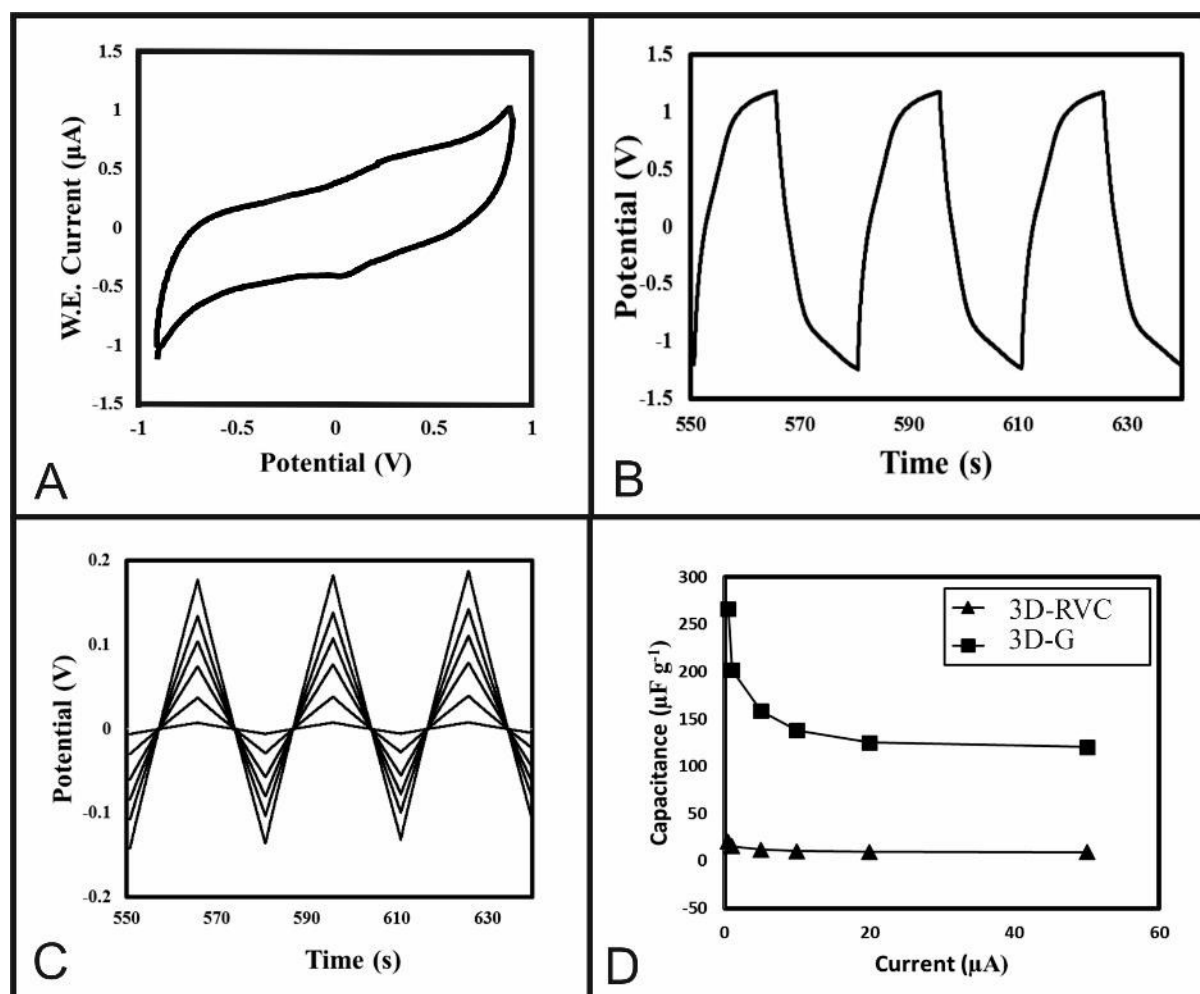 1.5
1
0.5
0
-0.5
-1
-1.5
W.E. Current (µA)
-1 -0.5 0 0.5 1
Potential (V)
A
1.5
1
0.5
0
-0.5
-1
-1.5
Potential (V)
550 570 590 610 630
Time (s)
B
0.2
0.1
0
-0.1
-0.2
Potential (V)
550 570 590 610 630
Time (s)
C
300
250
200
150
100
50
0
-50
Capacitance (µF g⁻¹)
3D-RVC
3D-G
0 20 40 60
Current (µA)
D